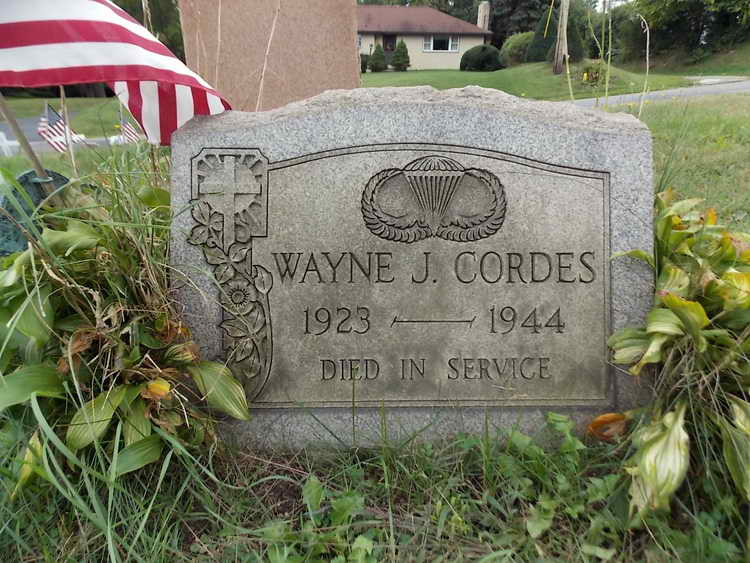 WAYNE J. CORDES
1923 — 1944
DIED IN SERVICE